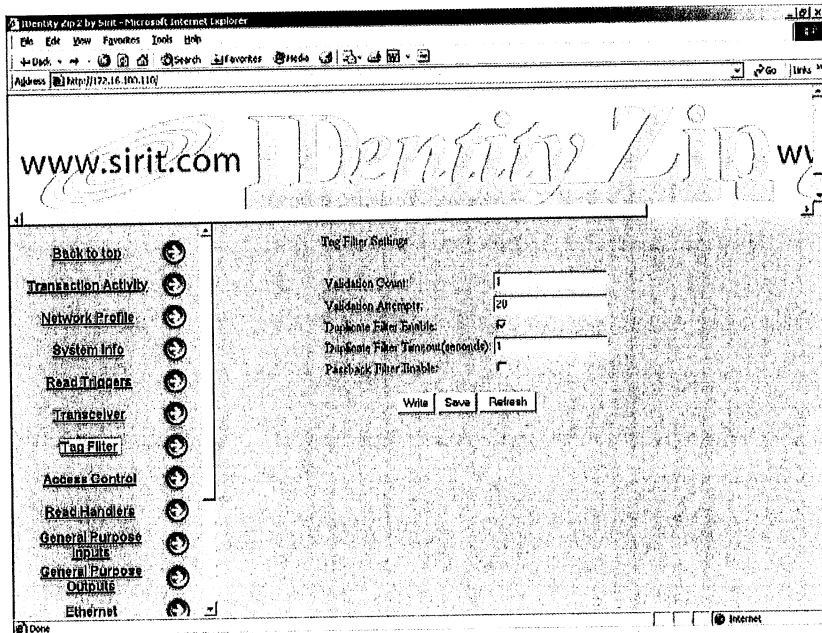 IDentity Zip 2 by Sirit - Microsoft Internet Explorer
File Edit View Favorites Tools Help
Back Search Favorites Media
Address http://172.16.100.110/ Go Links
www.sirit.com IDentity Zip ww
Back to top
Transaction Activity
Network Profile
System Info
Read Triggers
Transceiver
Tag Filter
Access Control
Read Handlers
General Purpose
Inputs
General Purpose
Outputs
Ethernet
Tag Filter Settings
Validation Count: 1
Validation Attempts: 20
Duplicate Filter Enable:
Duplicate Filter Timeout(seconds): 1
Passback Filter Enable:
Write Save Refresh
Done Internet